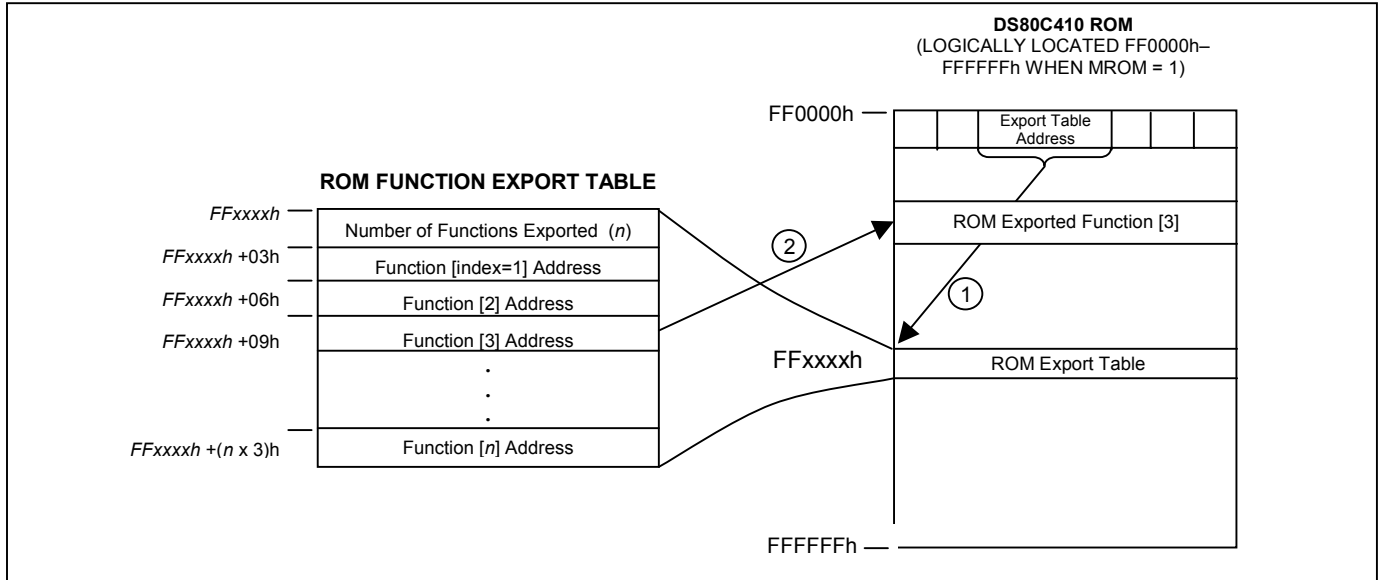 DS80C410 ROM
(LOGICALLY LOCATED FF0000h–
FFFFFFh WHEN MROM = 1)
FF0000h
Export Table
Address
ROM FUNCTION EXPORT TABLE
FFxxxxh
Number of Functions Exported (n)
ROM Exported Function [3]
2
FFxxxxh +03h
Function [index=1] Address
FFxxxxh +06h
Function [2] Address
1
FFxxxxh +09h
Function [3] Address
FFxxxxh
ROM Export Table
.
.
.
FFxxxxh +(n x 3)h
Function [n] Address
FFFFFFh